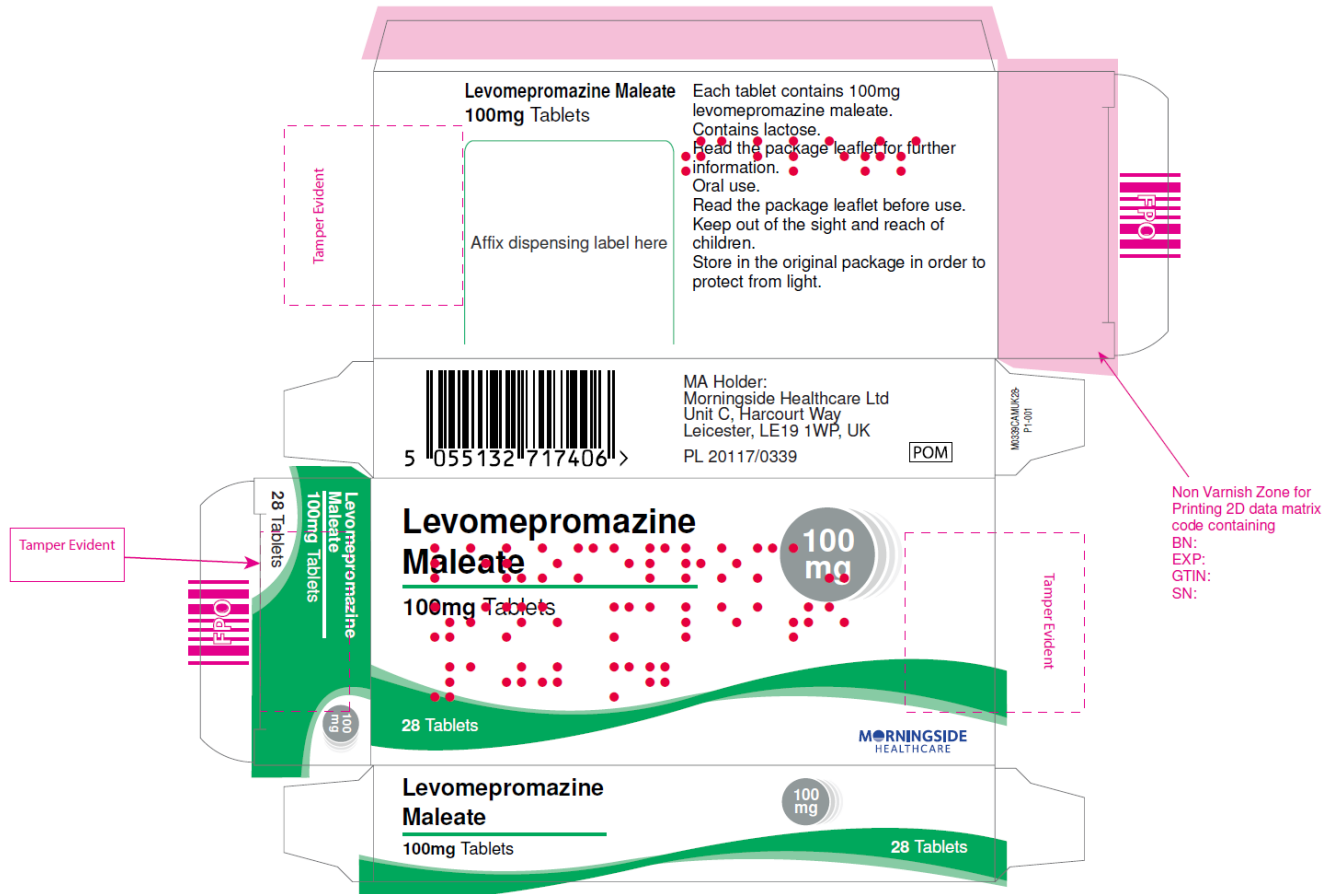 Levomepromazine Maleate
100mg Tablets
Affix dispensing label here
Each tablet contains 100mg
levomepromazine maleate.
Contains lactose.
Read the package leaflet for further
information.
Oral use.
Read the package leaflet before use.
Keep out of the sight and reach of
children.
Store in the original package in order to
protect from light.
Tamper Evident
FPO
5 055132 717406 >
MA Holder:
Morningside Healthcare Ltd
Unit C, Harcourt Way
Leicester, LE19 1WP, UK
PL 20117/0339
POM
M0339CAMUK28-
P1-001
Non Varnish Zone for
Printing 2D data matrix
code containing
BN:
EXP:
GTIN:
SN:
Tamper Evident
FPO
28 Tablets
Levomepromazine
Maleate
100mg Tablets
100
mg
Levomepromazine
Maleate
100mg Tablets
100
mg
28 Tablets
MORNINGSIDE
HEALTHCARE
Tamper Evident
Levomepromazine
Maleate
100mg Tablets
100
mg
28 Tablets